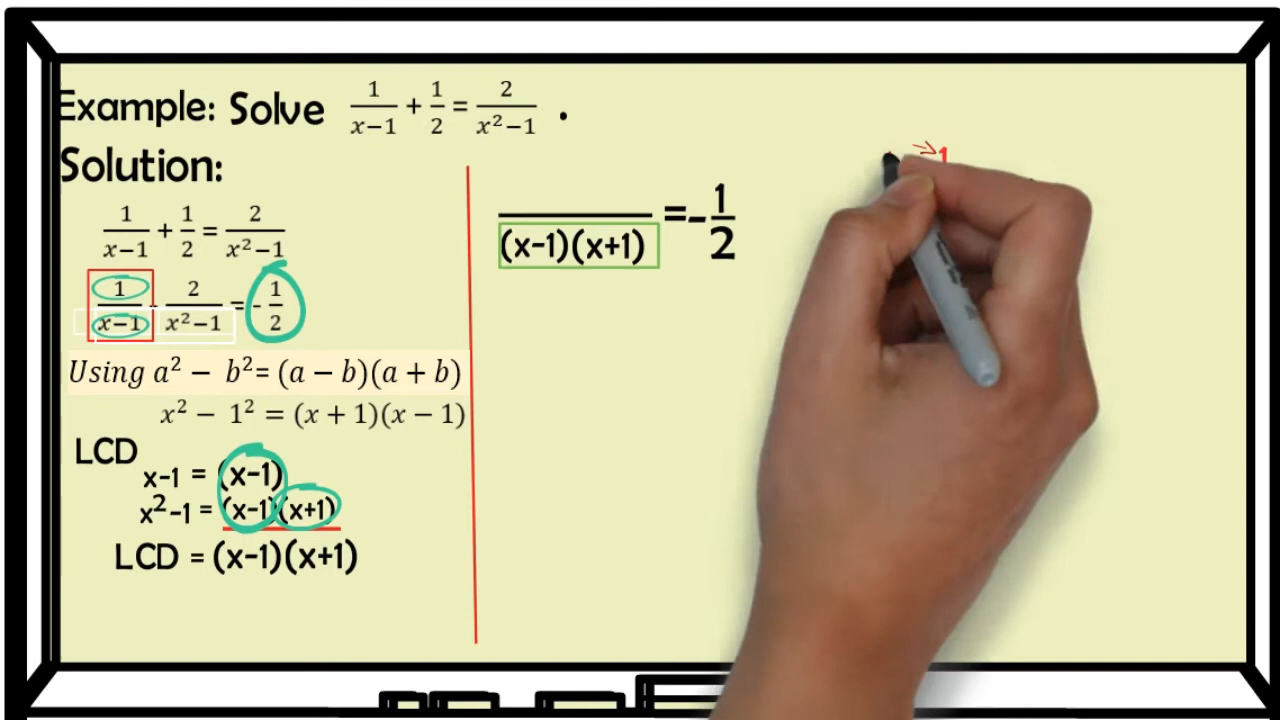 Example: Solve 1/(x−1) + 1/2 = 2/(x²−1) .
Solution:
1/(x−1) + 1/2 = 2/(x²−1)
1/(x−1) - 2/(x²−1) = - 1/2
Using a² − b²= (a − b)(a + b)
x² − 1² = (x + 1)(x − 1)
LCD
x-1 = (x-1)
x²-1 = (x-1)(x+1)
LCD = (x-1)(x+1)
/(x-1)(x+1) =- 1/2
1